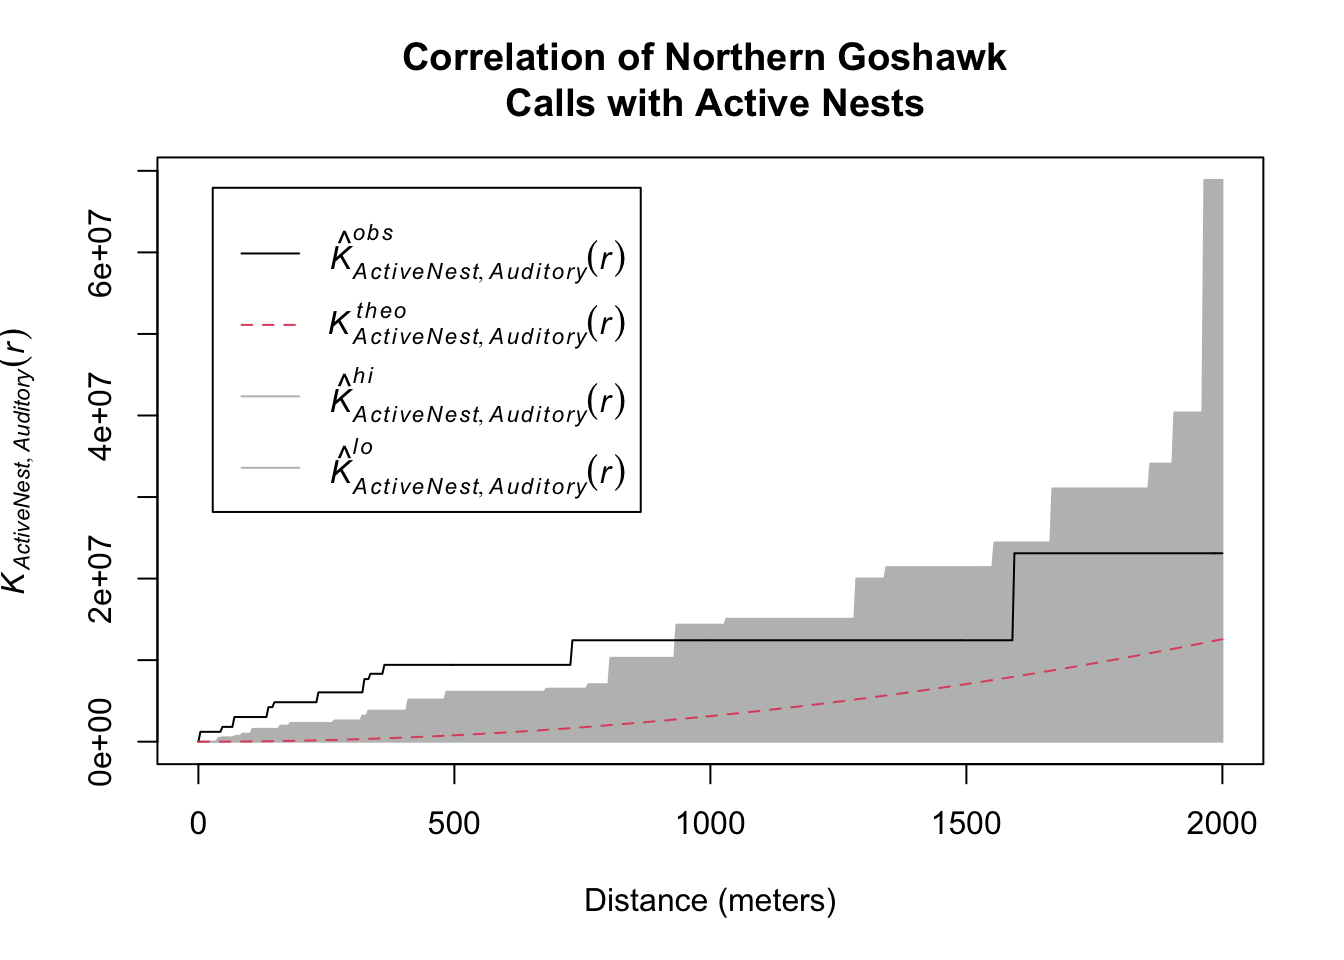 Correlation of Northern Goshawk
Calls with Active Nests
K̂ obs ActiveNest, Auditory (r)
K theo ActiveNest, Auditory (r)
K̂ hi ActiveNest, Auditory (r)
K̂ lo ActiveNest, Auditory (r)
K ActiveNest, Auditory (r)
6e+07
4e+07
2e+07
0e+00
0 500 1000 1500 2000
Distance (meters)